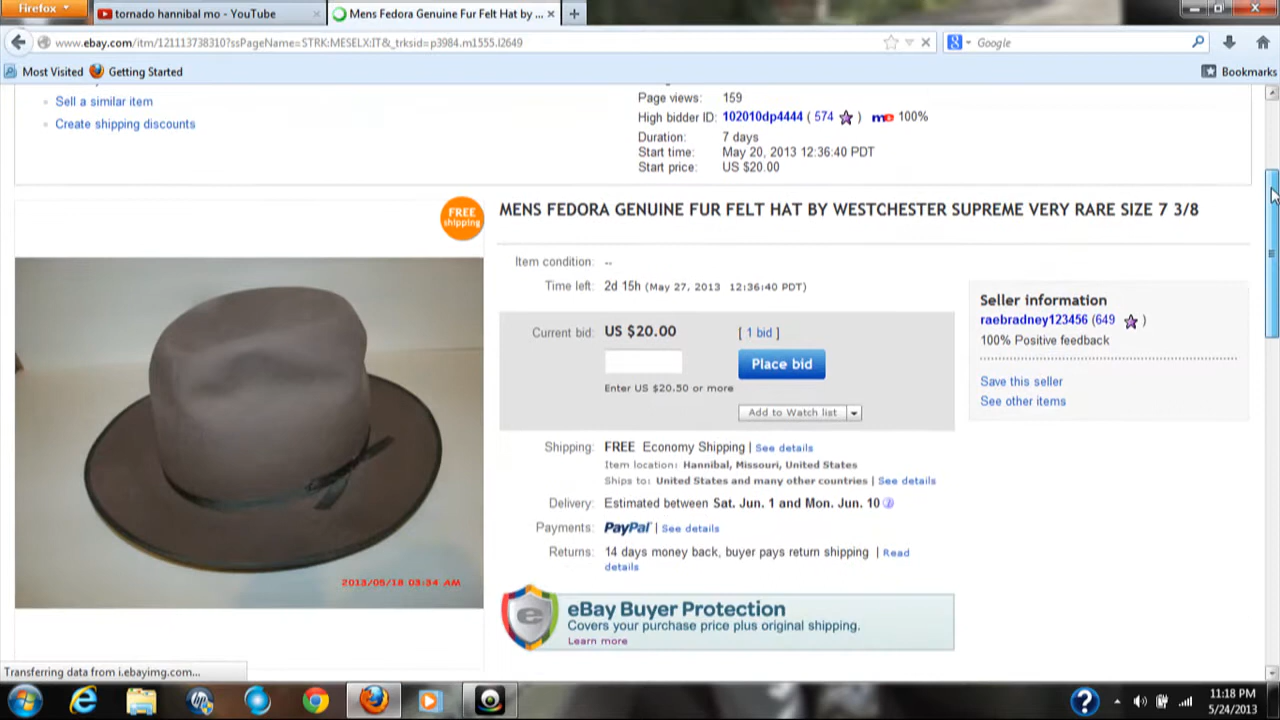 Firefox
tornado hannibal mo - YouTube
Mens Fedora Genuine Fur Felt Hat by ...
www.ebay.com/itm/121113738310?ssPageName=STRK:MESELX:IT&_trksid=p3984.m1555.l2649
Google
Most Visited
Getting Started
Bookmarks
Sell a similar item
Create shipping discounts
Page views: 159
High bidder ID: 102010dp4444 ( 574 ) me 100%
Duration: 7 days
Start time: May 20, 2013 12:36:40 PDT
Start price: US $20.00
FREE
shipping
MENS FEDORA GENUINE FUR FELT HAT BY WESTCHESTER SUPREME VERY RARE SIZE 7 3/8
Item condition: --
Time left: 2d 15h (May 27, 2013 12:36:40 PDT)
Current bid: US $20.00 [ 1 bid ]
Place bid
Enter US $20.50 or more
Add to Watch list
Shipping: FREE Economy Shipping | See details
Item location: Hannibal, Missouri, United States
Ships to: United States and many other countries | See details
Delivery: Estimated between Sat. Jun. 1 and Mon. Jun. 10
Payments: PayPal | See details
Returns: 14 days money back, buyer pays return shipping | Read
details
eBay Buyer Protection
Covers your purchase price plus original shipping.
Learn more
Seller information
raebradney123456 (649 )
100% Positive feedback
Save this seller
See other items
2013/05/18 03:34 AM
Transferring data from i.ebayimg.com...
11:18 PM
5/24/2013